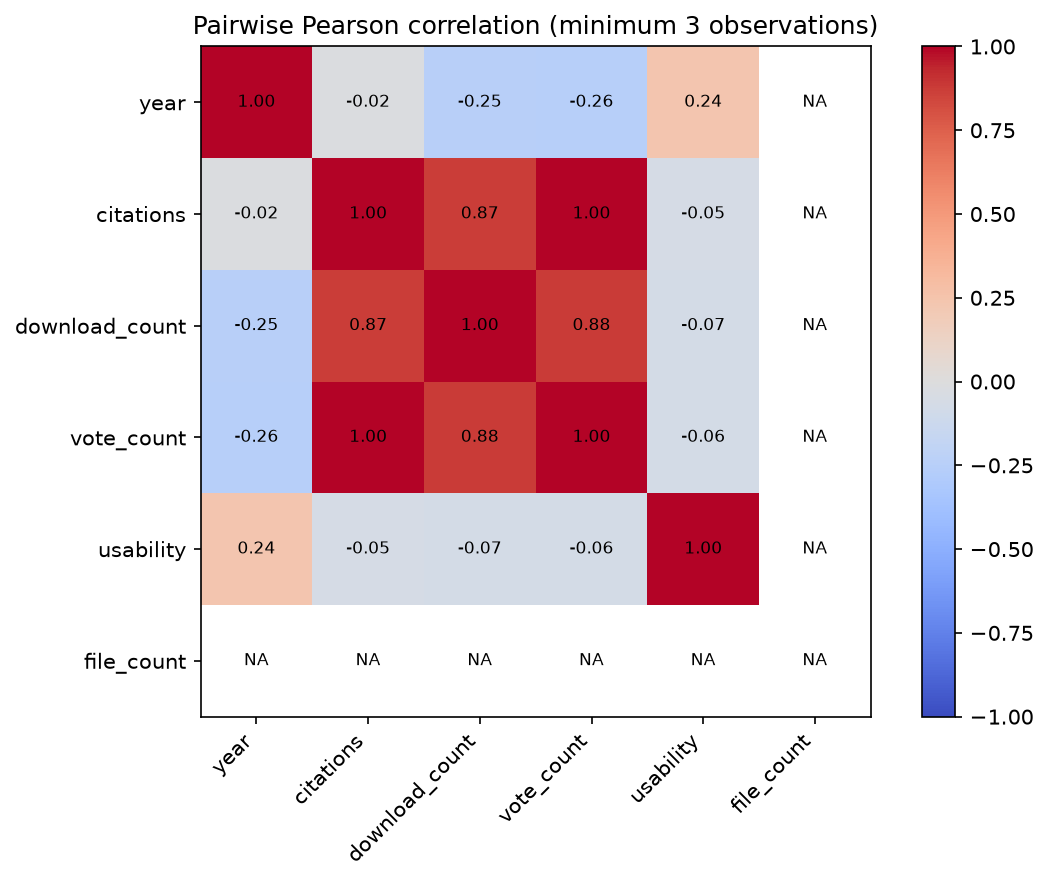 Pairwise Pearson correlation (minimum 3 observations)
year 1.00 -0.02 -0.25 -0.26 0.24 NA
citations -0.02 1.00 0.87 1.00 -0.05 NA
download_count -0.25 0.87 1.00 0.88 -0.07 NA
vote_count -0.26 1.00 0.88 1.00 -0.06 NA
usability 0.24 -0.05 -0.07 -0.06 1.00 NA
file_count NA NA NA NA NA NA
year citations download_count vote_count usability file_count
1.00
0.75
0.50
0.25
0.00
−0.25
−0.50
−0.75
−1.00